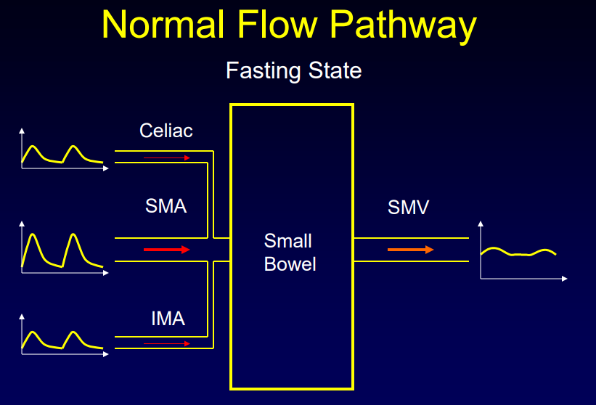 Normal Flow Pathway
Fasting State
Celiac
SMA
SMV
Small
Bowel
IMA